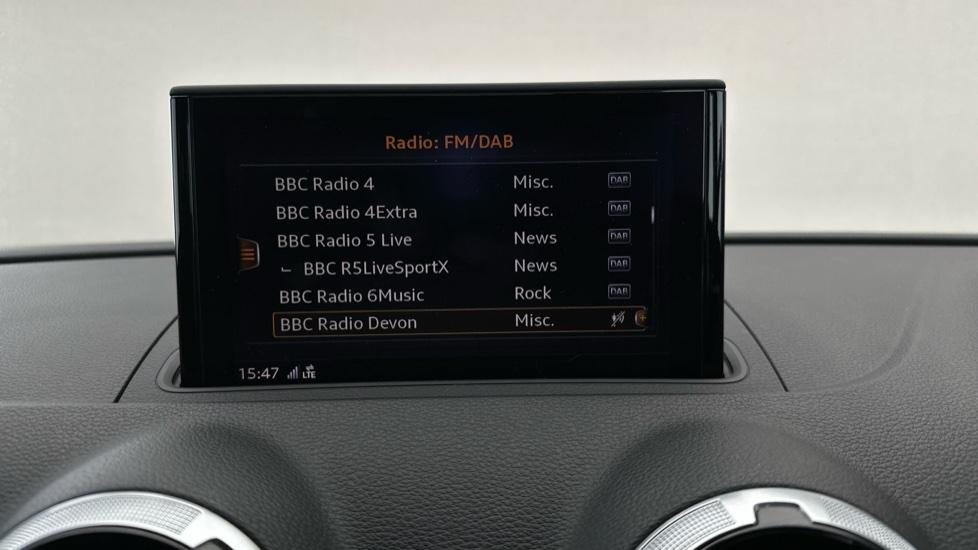 Radio: FM/DAB
BBC Radio 4 Misc. DAB
BBC Radio 4Extra Misc. DAB
BBC Radio 5 Live News DAB
BBC R5LiveSportX News DAB
BBC Radio 6Music Rock DAB
BBC Radio Devon Misc.
15:47 LTE